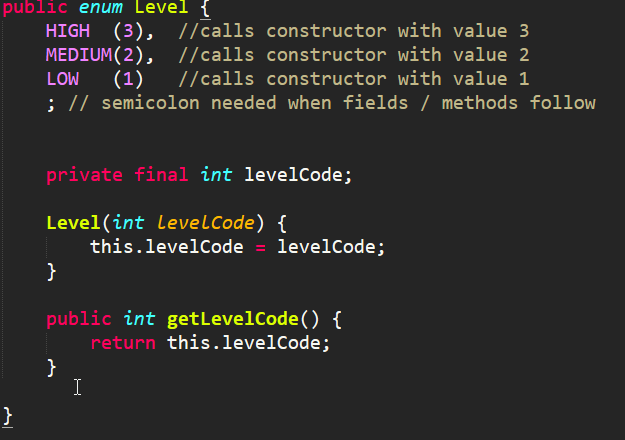 public enum Level {
    HIGH  (3),  //calls constructor with value 3
    MEDIUM(2),  //calls constructor with value 2
    LOW   (1)   //calls constructor with value 1
    ; // semicolon needed when fields / methods follow
    private final int levelCode;
    Level(int levelCode) {
        this.levelCode = levelCode;
    }
    public int getLevelCode() {
        return this.levelCode;
    }
}